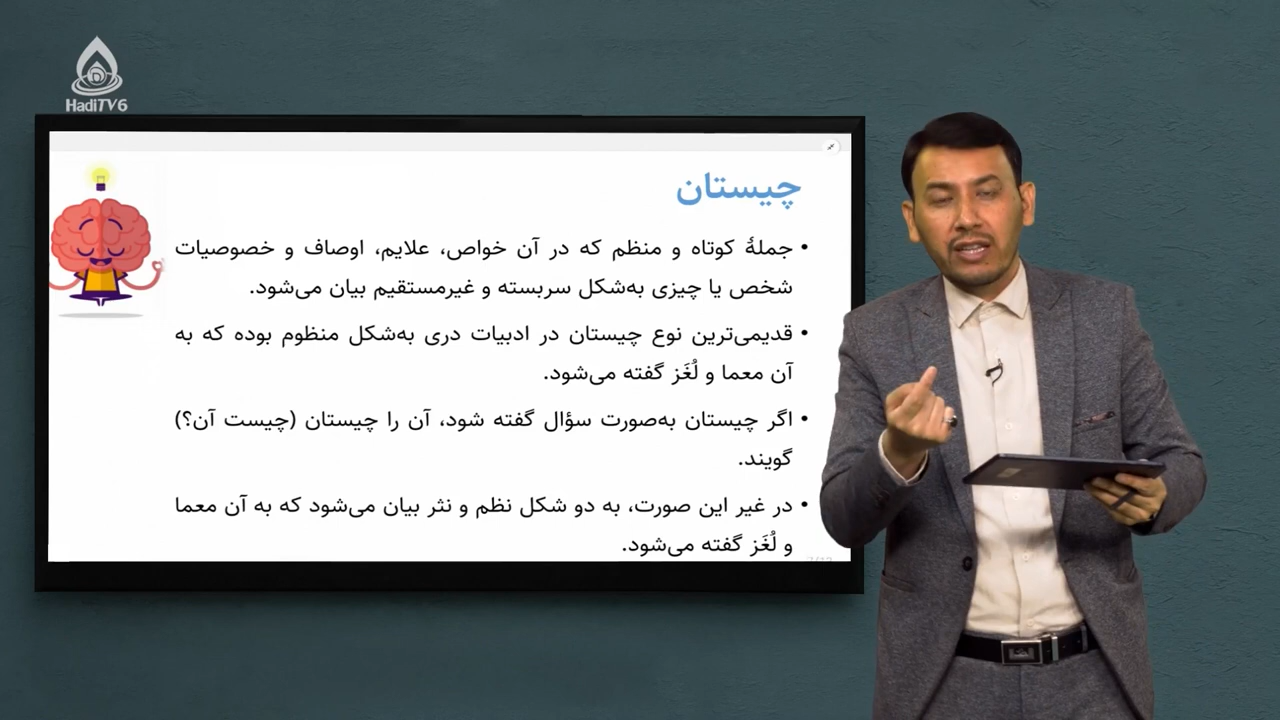 HadiTV6
چیستان
• جملهٔ کوتاه و منظم که در آن خواص، علایم، اوصاف و خصوصیات
شخص یا چیزی به‌شکل سربسته و غیرمستقیم بیان می‌شود.
• قدیمی‌ترین نوع چیستان در ادبیات دری به‌شکل منظوم بوده که به
آن معما و لُغَز گفته می‌شود.
• اگر چیستان به‌صورت سؤال گفته شود، آن را چیستان (چیست آن؟)
گویند.
• در غیر این صورت، به دو شکل نظم و نثر بیان می‌شود که به آن معما
و لُغَز گفته می‌شود.